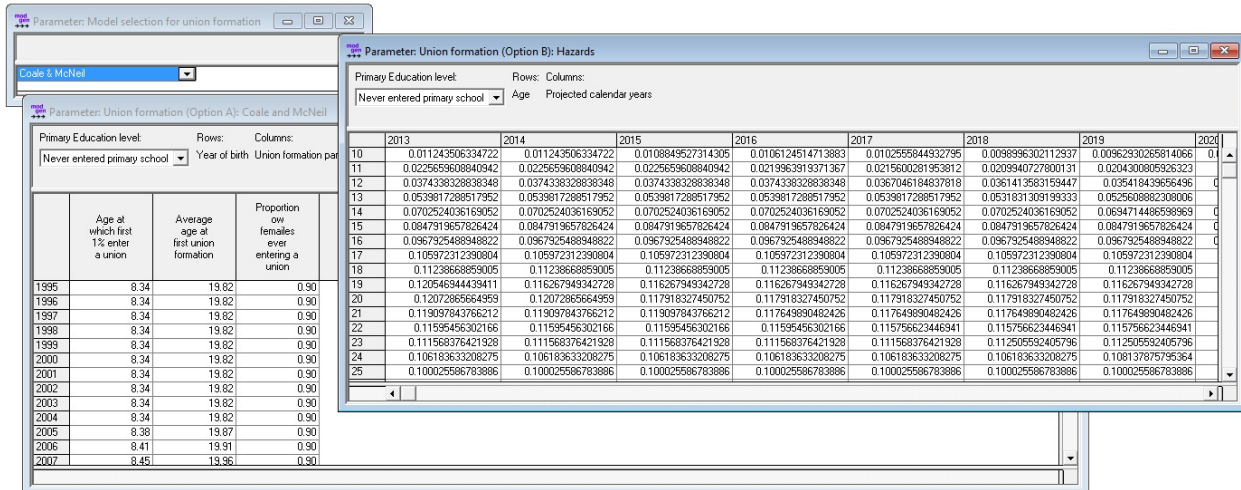 mod gen +++ Parameter: Model selection for union formation
Coale & McNeil
mod gen +++ Parameter: Union formation (Option A): Coale and McNeil
Primary Education level: Rows: Columns:
Never entered primary school Year of birth Union formation par
Age at which first 1% enter a union Average age at first union formation Proportion ow femailes ever entering a union
1995 8.34 19.82 0.90
1996 8.34 19.82 0.90
1997 8.34 19.82 0.90
1998 8.34 19.82 0.90
1999 8.34 19.82 0.90
2000 8.34 19.82 0.90
2001 8.34 19.82 0.90
2002 8.34 19.82 0.90
2003 8.34 19.82 0.90
2004 8.34 19.82 0.90
2005 8.38 19.87 0.90
2006 8.41 19.91 0.90
2007 8.45 19.96 0.90
mod gen +++ Parameter: Union formation (Option B): Hazards
Primary Education level: Rows: Columns:
Never entered primary school Age Projected calendar years
2013 2014 2015 2016 2017 2018 2019 2020
10 0.011243506334722 0.011243506334722 0.0108849527314305 0.0106124514713883 0.0102555844932795 0.0098996302112937 0.00962930265814066
11 0.0225659608840942 0.0225659608840942 0.0225659608840942 0.0219963919371367 0.0215600281953812 0.0209940727800131 0.0204300805926323
12 0.0374338328838348 0.0374338328838348 0.0374338328838348 0.0374338328838348 0.0367046184837818 0.0361413583159447 0.035418439656496
13 0.0539817288517952 0.0539817288517952 0.0539817288517952 0.0539817288517952 0.0539817288517952 0.0531831309199333 0.0525608882308006
14 0.0702524036169052 0.0702524036169052 0.0702524036169052 0.0702524036169052 0.0702524036169052 0.0702524036169052 0.0694714486598969
15 0.0847919657826424 0.0847919657826424 0.0847919657826424 0.0847919657826424 0.0847919657826424 0.0847919657826424 0.0847919657826424
16 0.0967925488948822 0.0967925488948822 0.0967925488948822 0.0967925488948822 0.0967925488948822 0.0967925488948822 0.0967925488948822
17 0.105972312390804 0.105972312390804 0.105972312390804 0.105972312390804 0.105972312390804 0.105972312390804 0.105972312390804
18 0.11238668859005 0.11238668859005 0.11238668859005 0.11238668859005 0.11238668859005 0.11238668859005 0.11238668859005
19 0.120546944439411 0.116267949342728 0.116267949342728 0.116267949342728 0.116267949342728 0.116267949342728 0.116267949342728
20 0.12072865664959 0.12072865664959 0.117918327450752 0.117918327450752 0.117918327450752 0.117918327450752 0.117918327450752
21 0.119097843766212 0.119097843766212 0.119097843766212 0.117649890482426 0.117649890482426 0.117649890482426 0.117649890482426
22 0.11595456302166 0.11595456302166 0.11595456302166 0.11595456302166 0.115756623446941 0.115756623446941 0.115756623446941
23 0.111568376421928 0.111568376421928 0.111568376421928 0.111568376421928 0.111568376421928 0.112505592405796 0.112505592405796
24 0.106183633208275 0.106183633208275 0.106183633208275 0.106183633208275 0.106183633208275 0.106183633208275 0.108137875795364
25 0.100025586783886 0.100025586783886 0.100025586783886 0.100025586783886 0.100025586783886 0.100025586783886 0.100025586783886